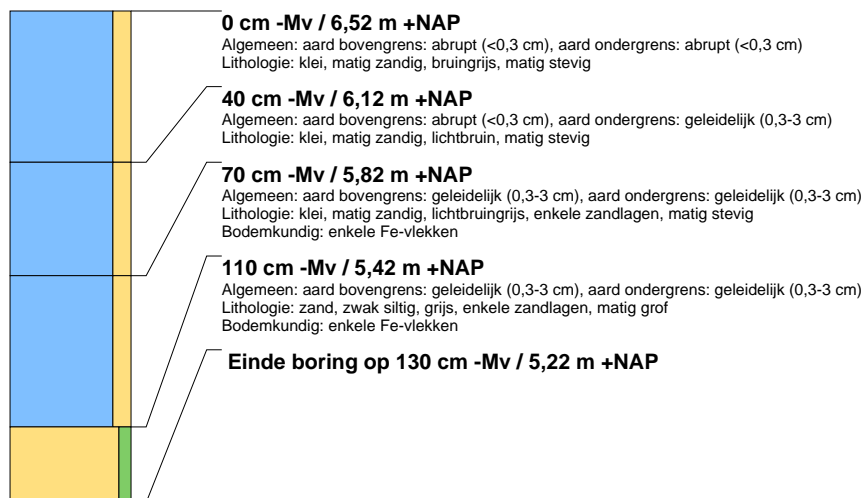 0 cm -Mv / 6,52 m +NAP
Algemeen: aard bovengrens: abrupt (<0,3 cm), aard ondergrens: abrupt (<0,3 cm)
Lithologie: klei, matig zandig, bruingrijs, matig stevig
40 cm -Mv / 6,12 m +NAP
Algemeen: aard bovengrens: abrupt (<0,3 cm), aard ondergrens: geleidelijk (0,3-3 cm)
Lithologie: klei, matig zandig, lichtbruin, matig stevig
70 cm -Mv / 5,82 m +NAP
Algemeen: aard bovengrens: geleidelijk (0,3-3 cm), aard ondergrens: geleidelijk (0,3-3 cm)
Lithologie: klei, matig zandig, lichtbruingrijs, enkele zandlagen, matig stevig
Bodemkundig: enkele Fe-vlekken
110 cm -Mv / 5,42 m +NAP
Algemeen: aard bovengrens: geleidelijk (0,3-3 cm), aard ondergrens: geleidelijk (0,3-3 cm)
Lithologie: zand, zwak siltig, grijs, enkele zandlagen, matig grof
Bodemkundig: enkele Fe-vlekken
Einde boring op 130 cm -Mv / 5,22 m +NAP